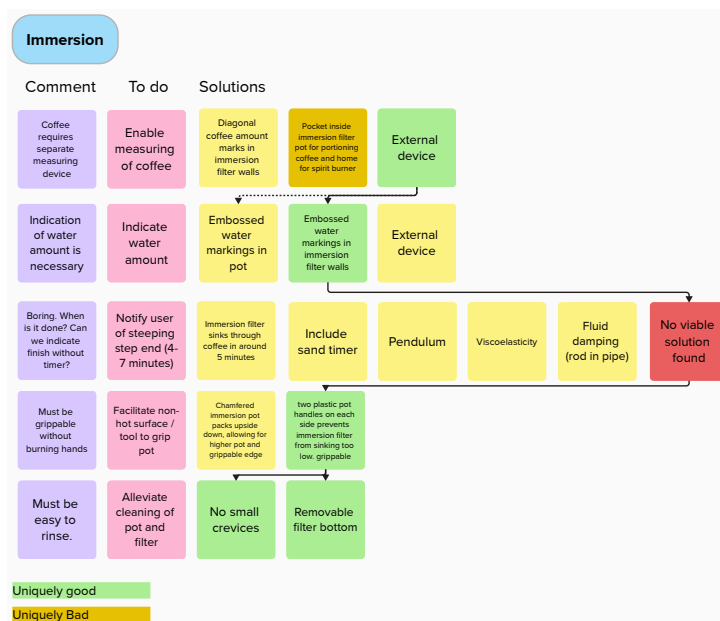 Immersion
Comment
To do
Solutions
Coffee
requires
separate
measuring
device
Enable
measuring
of coffee
Diagonal
coffee amount
marks in
immersion
filter walls
Pocket inside
immersion filter
pot for portioning
coffee and home
for spirit burner
External
device
Indication
of water
amount is
necessary
Indicate
water
amount
Embossed
water
markings in
pot
Embossed
water
markings in
immersion
filter walls
External
device
Boring. When
is it done? Can
we indicate
finish without
timer?
Notify user
of steeping
step end (4-
7 minutes)
Immersion filter
sinks through
coffee in around
5 minutes
Include
sand timer
Pendulum
Viscoelasticity
Fluid
damping
(rod in pipe)
No viable
solution
found
Must be
grippable
without
burning hands
Facilitate non-
hot surface /
tool to grip
pot
Chamfered
immersion pot
packs upside
down, allowing for
higher pot and
grippable edge
two plastic pot
handles on each
side prevents
immersion filter
from sinking too
low. grippable
Must be
easy to
rinse.
Alleviate
cleaning of
pot and
filter
No small
crevices
Removable
filter bottom
Uniquely good
Uniquely Bad